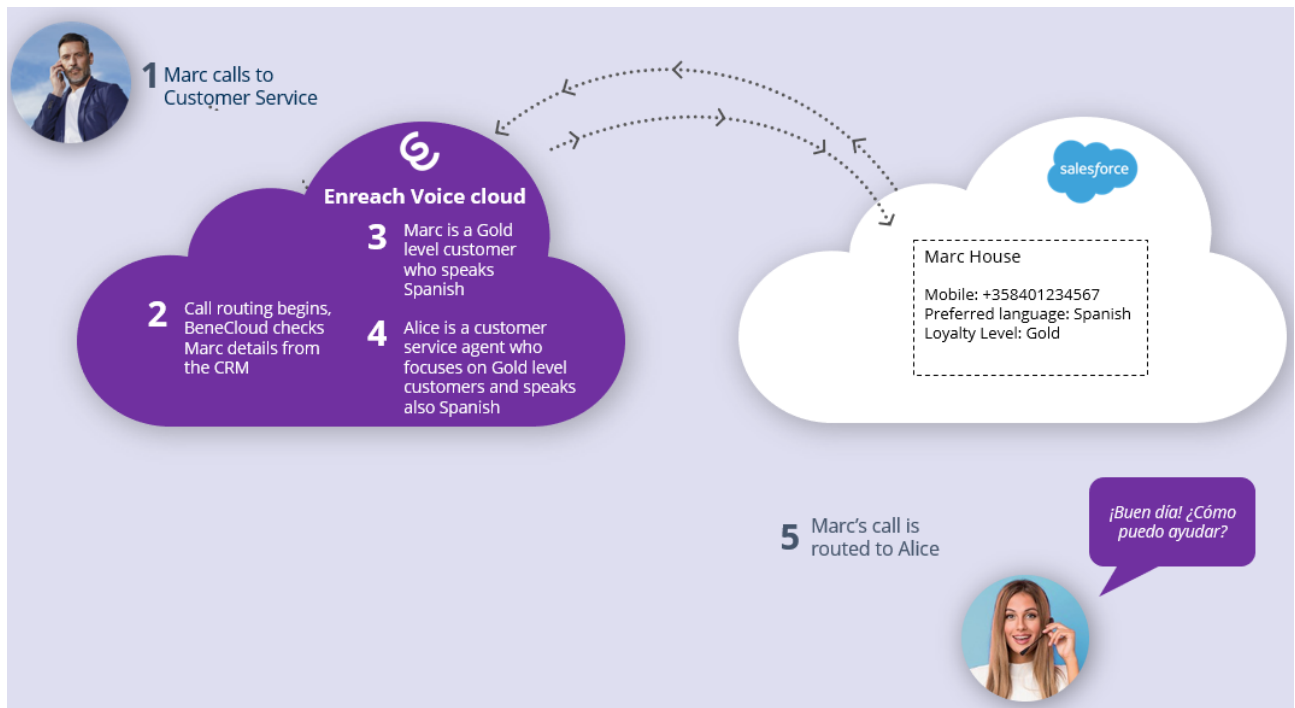 1 Marc calls to
Customer Service
Enreach Voice cloud
3 Marc is a Gold
level customer
who speaks
Spanish
2 Call routing begins,
BeneCloud checks
Marc details from
the CRM
4 Alice is a customer
service agent who
focuses on Gold level
customers and speaks
also Spanish
salesforce
Marc House
Mobile: +358401234567
Preferred language: Spanish
Loyalty Level: Gold
5 Marc’s call is
routed to Alice
¡Buen día! ¿Cómo
puedo ayudar?